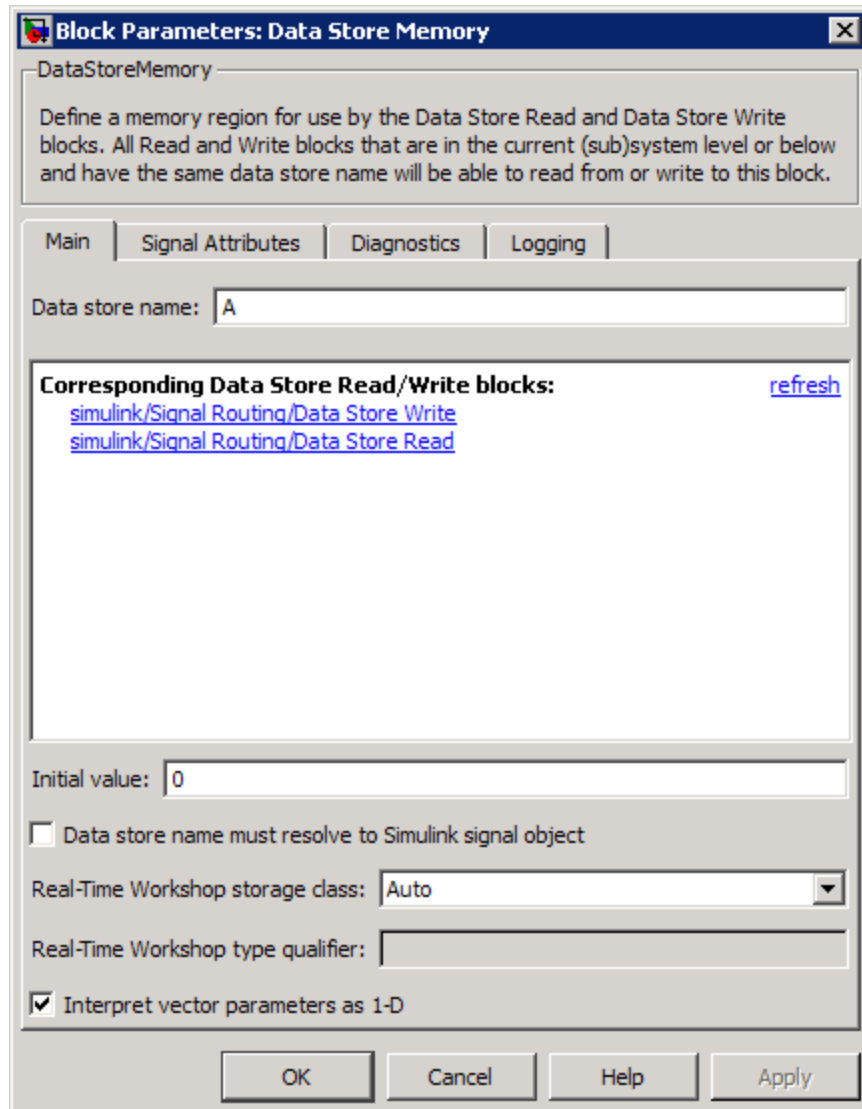 Block Parameters: Data Store Memory
DataStoreMemory
Define a memory region for use by the Data Store Read and Data Store Write
blocks. All Read and Write blocks that are in the current (sub)system level or below
and have the same data store name will be able to read from or write to this block.
Main Signal Attributes Diagnostics Logging
Data store name: A
Corresponding Data Store Read/Write blocks: refresh
simulink/Signal Routing/Data Store Write
simulink/Signal Routing/Data Store Read
Initial value: 0
Data store name must resolve to Simulink signal object
Real-Time Workshop storage class: Auto
Real-Time Workshop type qualifier:
Interpret vector parameters as 1-D
OK Cancel Help Apply